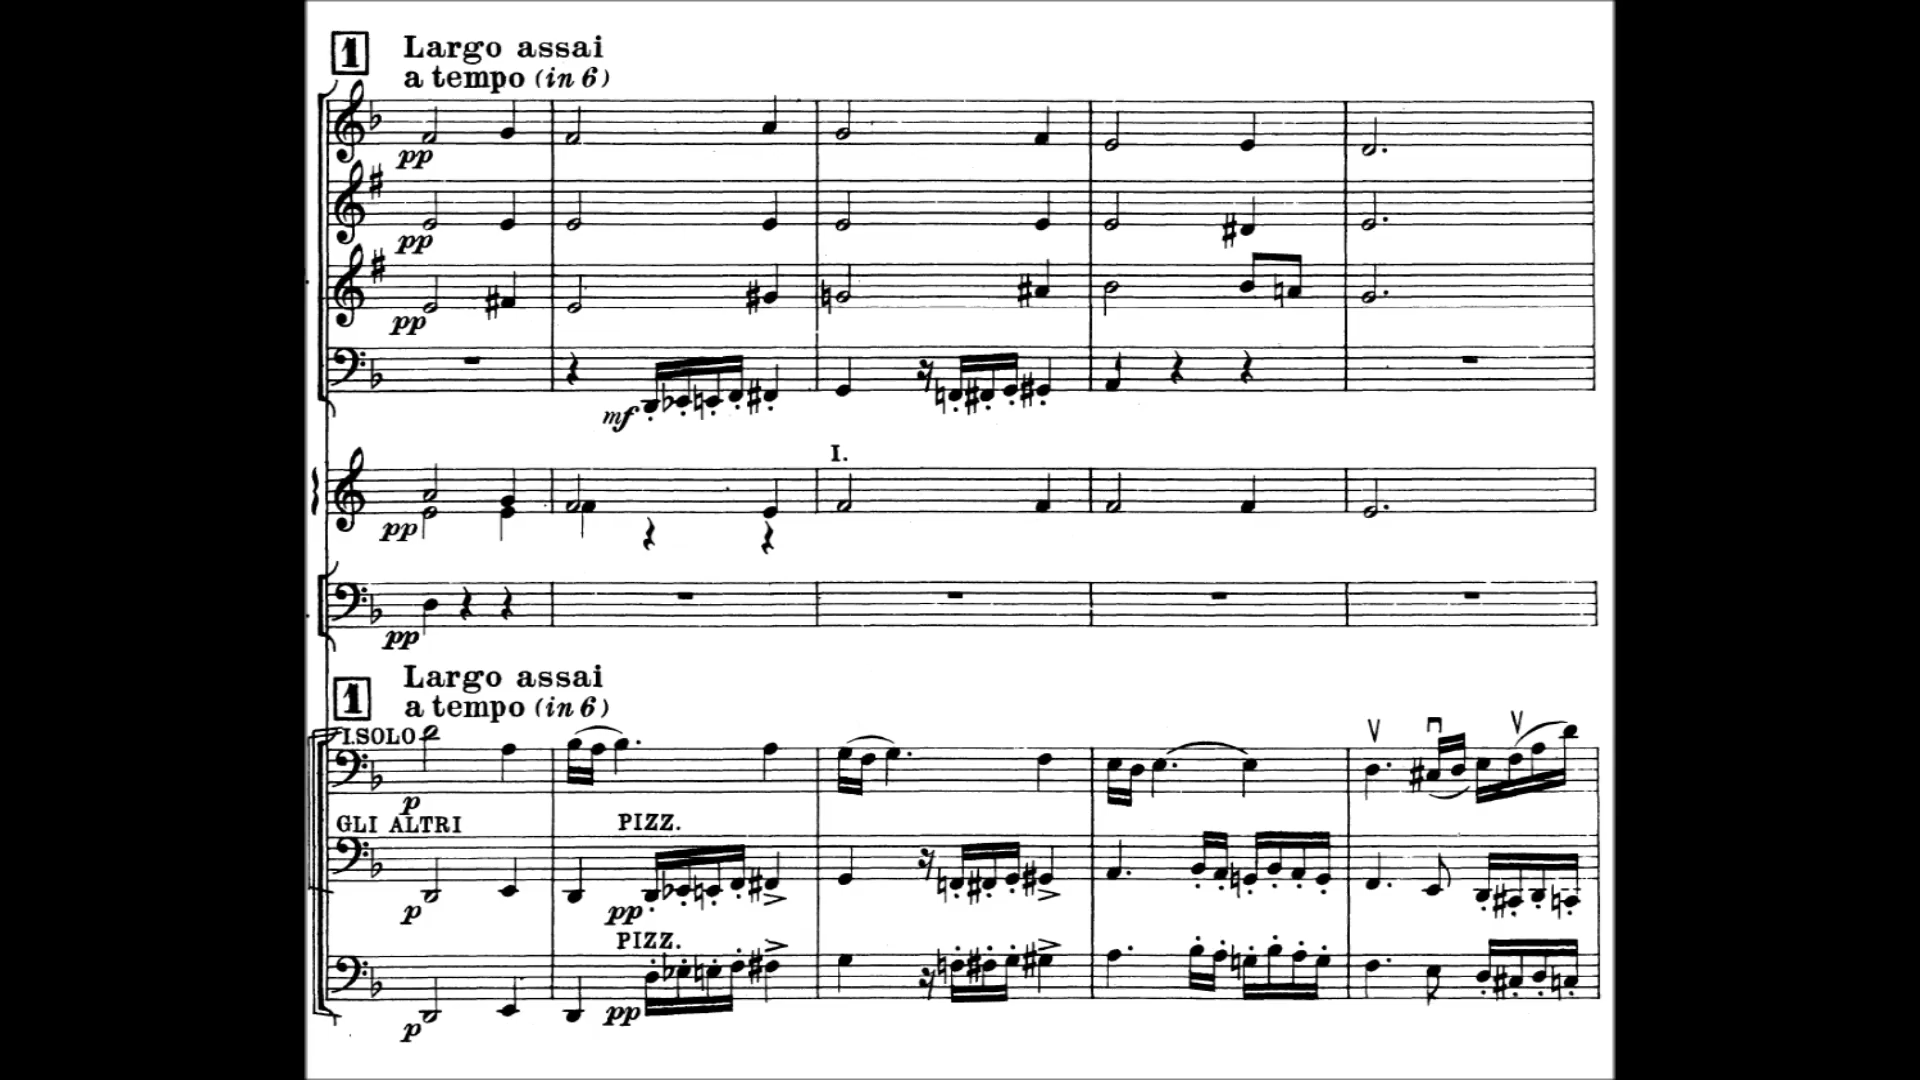 1 Largo assai
a tempo (in 6)
pp
pp
pp
mf
I.
pp
pp
Largo assai
1 a tempo (in 6)
I. SOLO
p
GLI ALTRI PIZZ.
p pp
PIZZ.
p pp